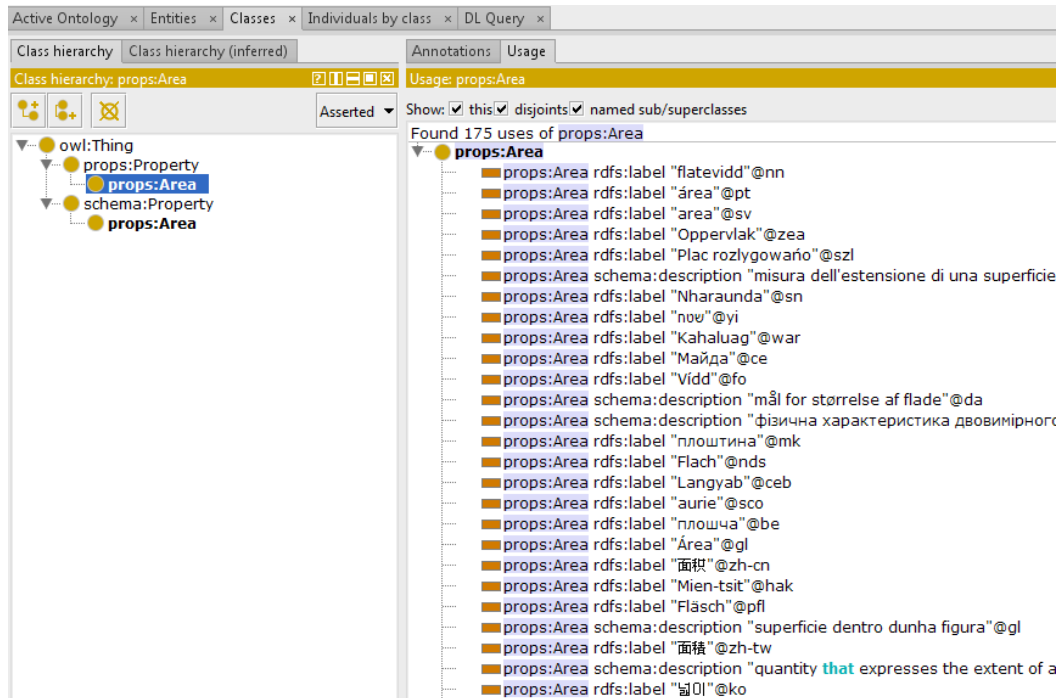 Active Ontology × Entities × Classes × Individuals by class × DL Query ×
Class hierarchy Class hierarchy (inferred)
Class hierarchy: props:Area
Asserted
owl:Thing
props:Property
props:Area
schema:Property
props:Area
Annotations Usage
Usage: props:Area
Show: this disjoints named sub/superclasses
Found 175 uses of props:Area
props:Area
props:Area rdfs:label "flatevidd"@nn
props:Area rdfs:label "área"@pt
props:Area rdfs:label "area"@sv
props:Area rdfs:label "Oppervlak"@zea
props:Area rdfs:label "Plac rozlygowańo"@szl
props:Area schema:description "misura dell'estensione di una superficie
props:Area rdfs:label "Nharaunda"@sn
props:Area rdfs:label "שטח"@yi
props:Area rdfs:label "Kahaluag"@war
props:Area rdfs:label "Майда"@ce
props:Area rdfs:label "Vídd"@fo
props:Area schema:description "mål for størrelse af flade"@da
props:Area schema:description "фізична характеристика двовимірного
props:Area rdfs:label "плоштина"@mk
props:Area rdfs:label "Flach"@nds
props:Area rdfs:label "Langyab"@ceb
props:Area rdfs:label "aurie"@sco
props:Area rdfs:label "плошча"@be
props:Area rdfs:label "Área"@gl
props:Area rdfs:label "面积"@zh-cn
props:Area rdfs:label "Mien-tsit"@hak
props:Area rdfs:label "Fläsch"@pfl
props:Area schema:description "superficie dentro dunha figura"@gl
props:Area rdfs:label "面積"@zh-tw
props:Area schema:description "quantity that expresses the extent of a
props:Area rdfs:label "넓이"@ko